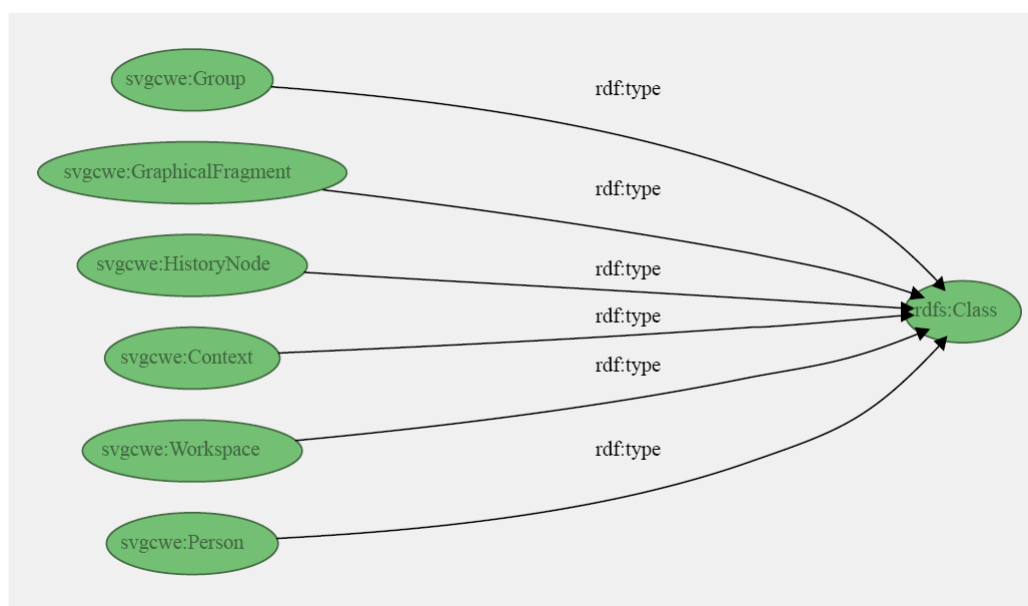 svgcwe:Group
rdf:type
svgcwe:GraphicalFragment
rdf:type
svgcwe:HistoryNode
rdf:type
rdfs:Class
rdf:type
svgcwe:Context
rdf:type
svgcwe:Workspace
rdf:type
svgcwe:Person